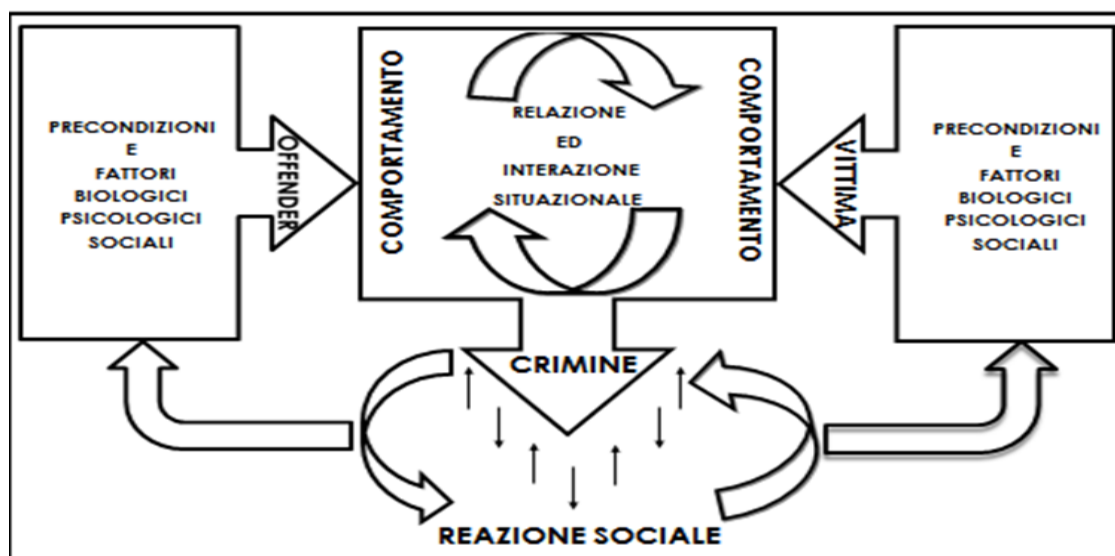 PRECONDIZIONI
E
FATTORI
BIOLOGICI
PSICOLOGICI
SOCIALI
OFFENDER
COMPORTAMENTO
RELAZIONE
ED
INTERAZIONE
SITUAZIONALE
COMPORTAMENTO
VITTIMA
PRECONDIZIONI
E
FATTORI
BIOLOGICI
PSICOLOGICI
SOCIALI
CRIMINE
REAZIONE SOCIALE